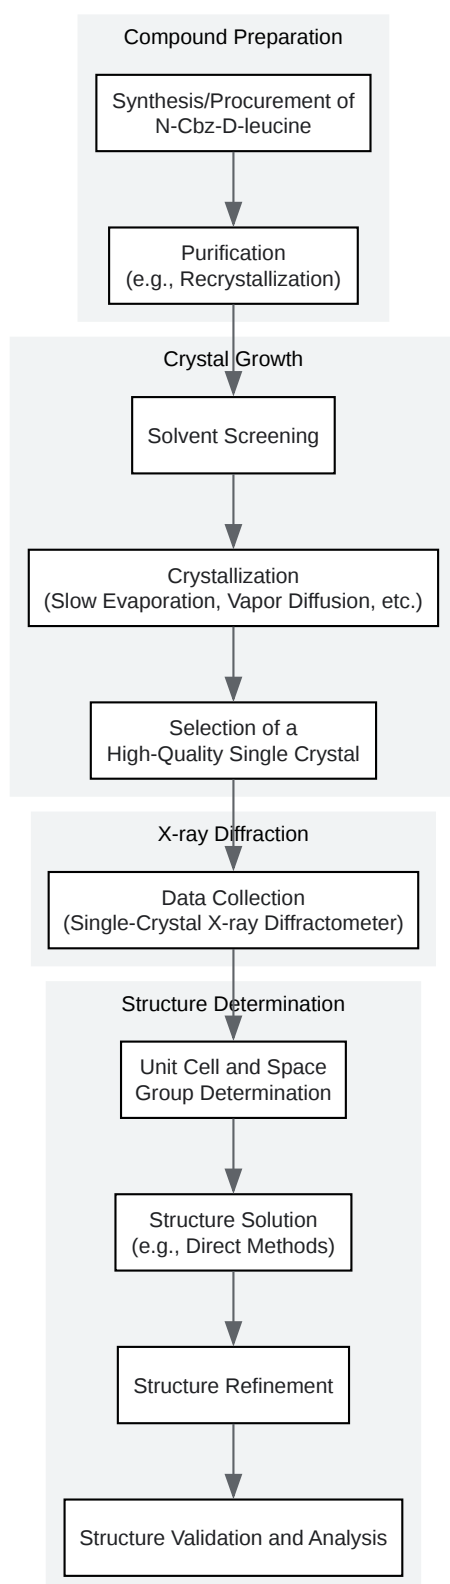 Compound Preparation
Synthesis/Procurement of
N-Cbz-D-leucine
Purification
(e.g., Recrystallization)
Crystal Growth
Solvent Screening
Crystallization
(Slow Evaporation, Vapor Diffusion, etc.)
Selection of a
High-Quality Single Crystal
X-ray Diffraction
Data Collection
(Single-Crystal X-ray Diffractometer)
Structure Determination
Unit Cell and Space
Group Determination
Structure Solution
(e.g., Direct Methods)
Structure Refinement
Structure Validation and Analysis